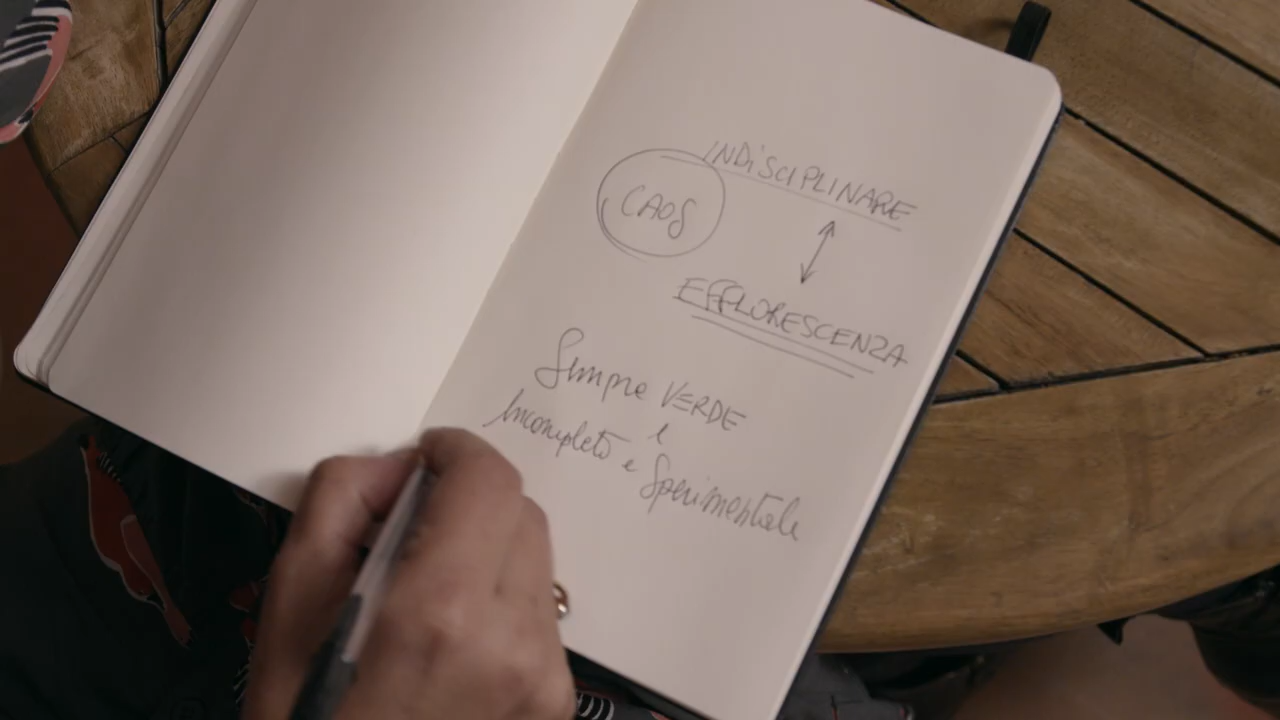 INDiSCIPLINARE
CAOS
EFFLORESCENZA
Sempre VERDE
e
Incompleto e Sperimentale